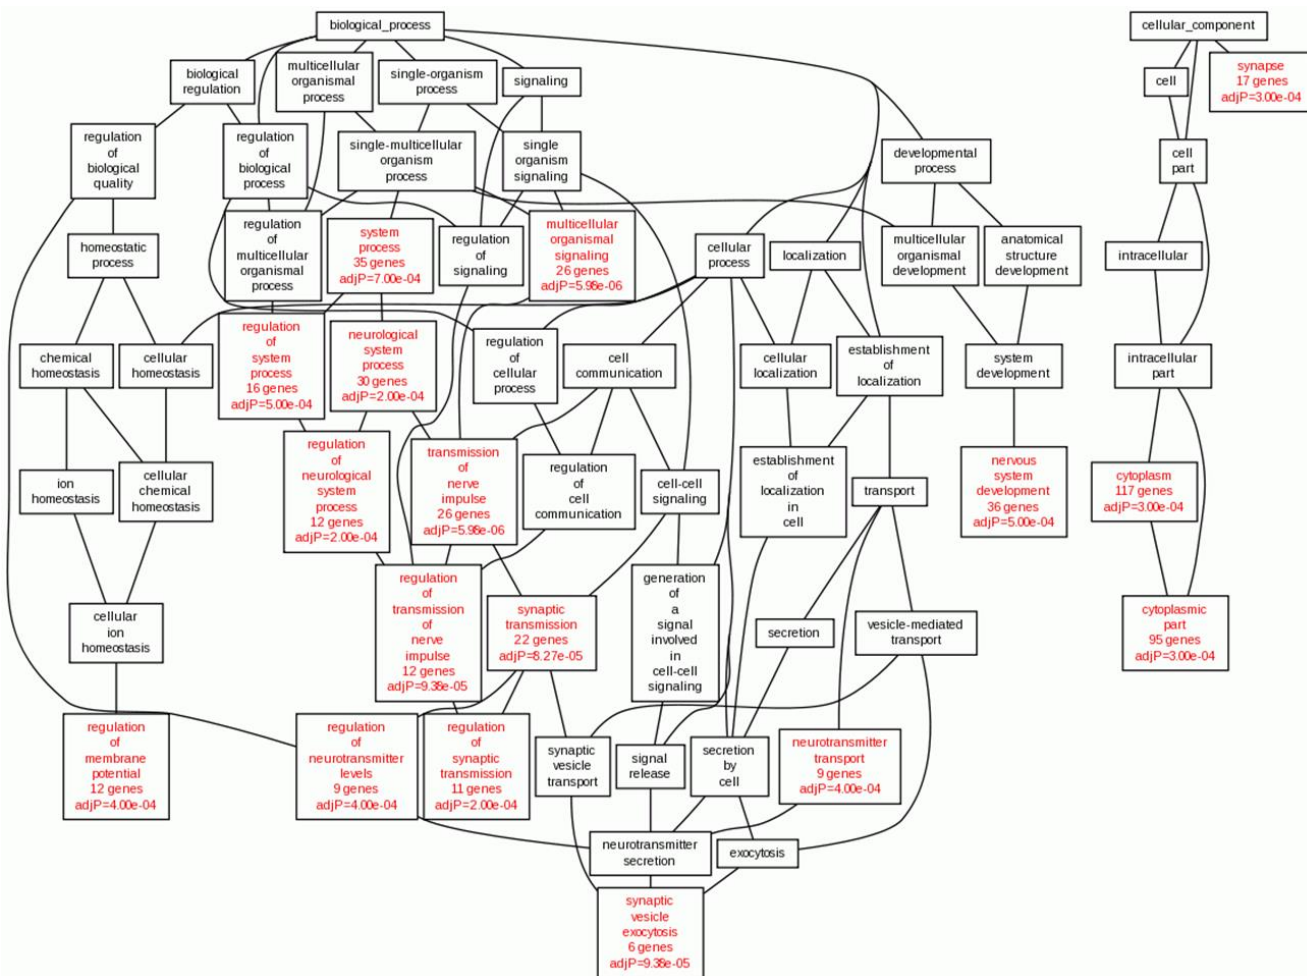 biological_process
cellular_component
biological
regulation
multicellular
organismal
process
single-organism
process
signaling
cell
synapse
17 genes
adjP=3.00e-04
regulation
of
biological
quality
regulation
of
biological
process
single-multicellular
organism
process
single
organism
signaling
developmental
process
cell
part
homeostatic
process
regulation
of
multicellular
organismal
process
system
process
35 genes
adjP=7.00e-04
regulation
of
signaling
multicellular
organismal
signaling
26 genes
adjP=5.98e-06
cellular
process
localization
multicellular
organismal
development
anatomical
structure
development
intracellular
chemical
homeostasis
cellular
homeostasis
regulation
of
system
process
16 genes
adjP=5.00e-04
neurological
system
process
30 genes
adjP=2.00e-04
regulation
of
cellular
process
cell
communication
cellular
localization
establishment
of
localization
system
development
intracellular
part
ion
homeostasis
cellular
chemical
homeostasis
regulation
of
neurological
system
process
12 genes
adjP=2.00e-04
transmission
of
nerve
impulse
26 genes
adjP=5.98e-06
regulation
of
cell
communication
cell-cell
signaling
establishment
of
localization
in
cell
transport
nervous
system
development
36 genes
adjP=5.00e-04
cytoplasm
117 genes
adjP=3.00e-04
cellular
ion
homeostasis
regulation
of
transmission
of
nerve
impulse
12 genes
adjP=9.38e-05
synaptic
transmission
22 genes
adjP=8.27e-05
generation
of
a
signal
involved
in
cell-cell
signaling
secretion
vesicle-mediated
transport
cytoplasmic
part
95 genes
adjP=3.00e-04
regulation
of
membrane
potential
12 genes
adjP=4.00e-04
regulation
of
neurotransmitter
levels
9 genes
adjP=4.00e-04
regulation
of
synaptic
transmission
11 genes
adjP=2.00e-04
synaptic
vesicle
transport
signal
release
secretion
by
cell
neurotransmitter
transport
9 genes
adjP=4.00e-04
neurotransmitter
secretion
exocytosis
synaptic
vesicle
exocytosis
6 genes
adjP=9.38e-05